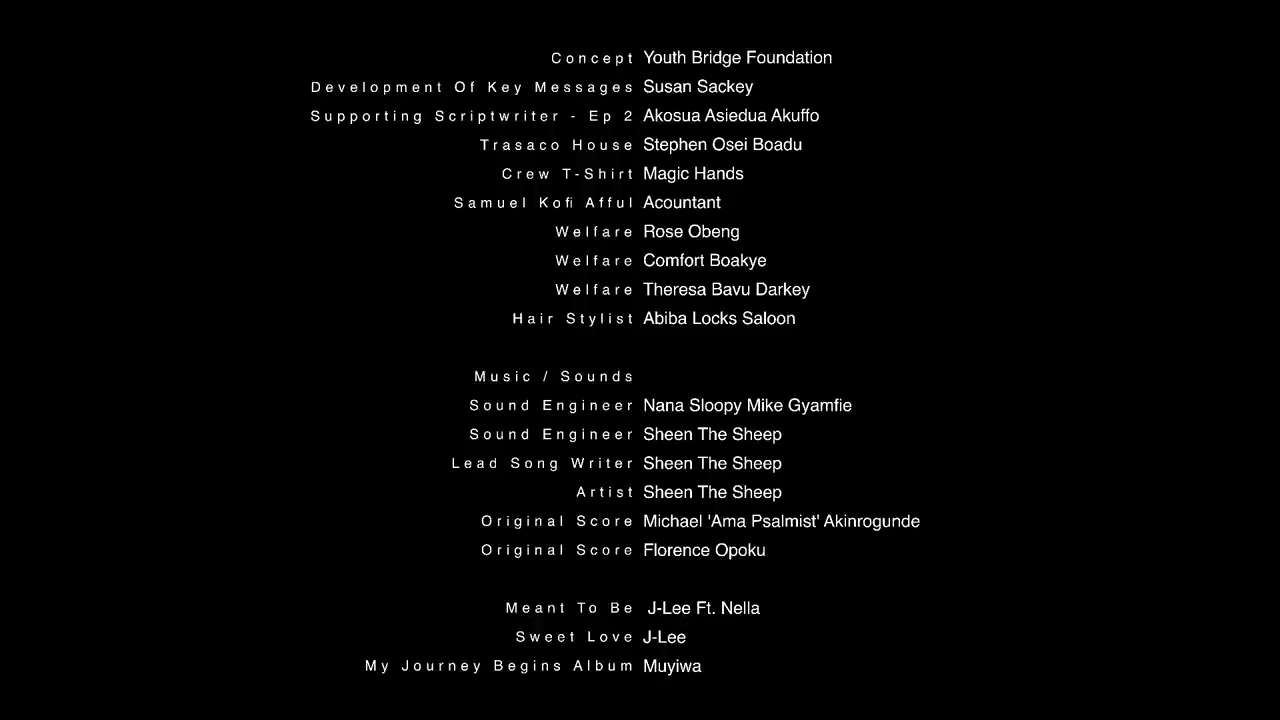 Concept Youth Bridge Foundation
Development Of Key Messages Susan Sackey
Supporting Scriptwriter - Ep 2 Akosua Asiedua Akuffo
Trasaco House Stephen Osei Boadu
Crew T-Shirt Magic Hands
Samuel Kofi Afful Acountant
Welfare Rose Obeng
Welfare Comfort Boakye
Welfare Theresa Bavu Darkey
Hair Stylist Abiba Locks Saloon
Music / Sounds
Sound Engineer Nana Sloopy Mike Gyamfie
Sound Engineer Sheen The Sheep
Lead Song Writer Sheen The Sheep
Artist Sheen The Sheep
Original Score Michael 'Ama Psalmist' Akinrogunde
Original Score Florence Opoku
Meant To Be J-Lee Ft. Nella
Sweet Love J-Lee
My Journey Begins Album Muyiwa